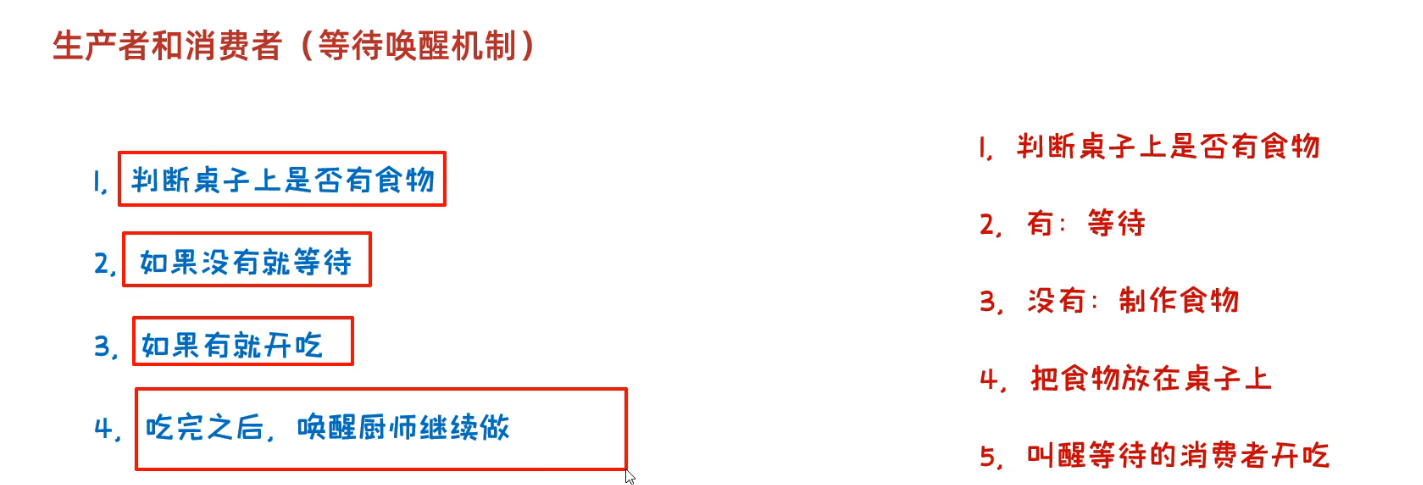 生产者和消费者（等待唤醒机制）
1, 判断桌子上是否有食物
2, 如果没有就等待
3, 如果有就开吃
4, 吃完之后, 唤醒厨师继续做
1, 判断桌子上是否有食物
2, 有: 等待
3, 没有: 制作食物
4, 把食物放在桌子上
5, 叫醒等待的消费者开吃